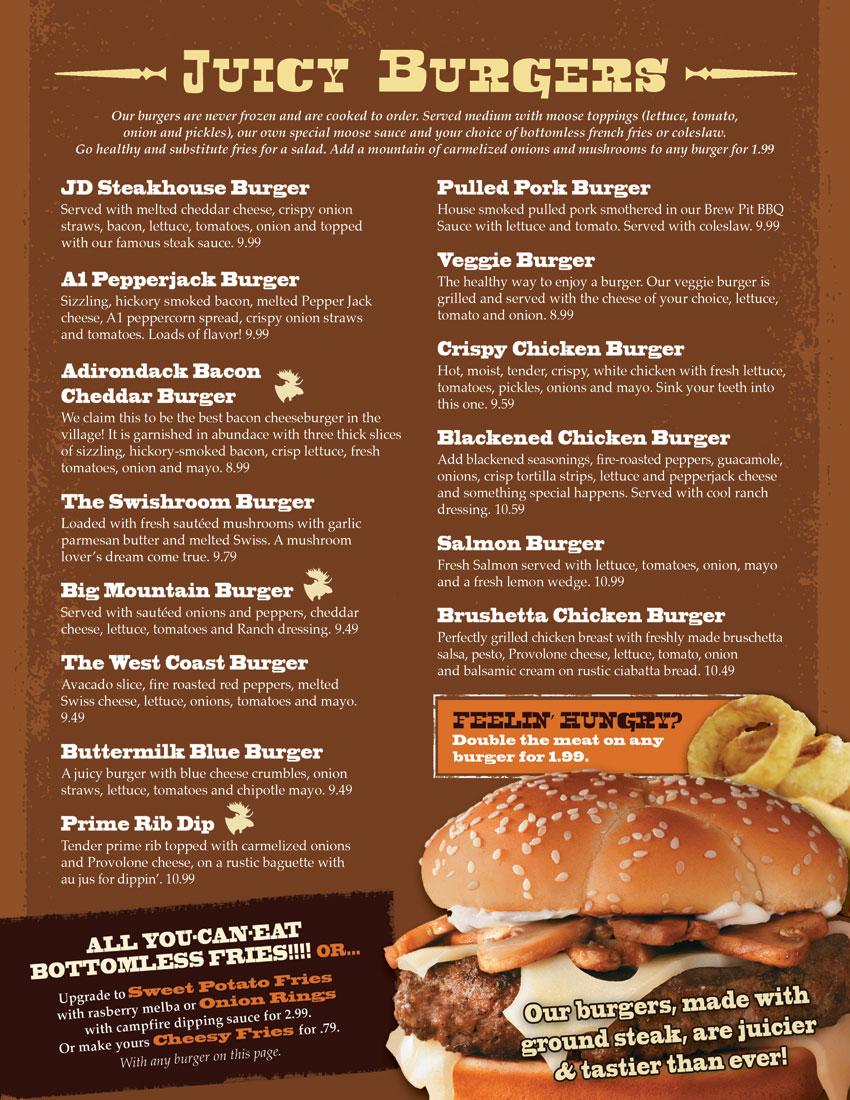 JUICY BURGERS
Our burgers are never frozen and are cooked to order. Served medium with moose toppings (lettuce, tomato,
onion and pickles), our own special moose sauce and your choice of bottomless french fries or coleslaw.
Go healthy and substitute fries for a salad. Add a mountain of carmelized onions and mushrooms to any burger for 1.99
JD Steakhouse Burger
Served with melted cheddar cheese, crispy onion
straws, bacon, lettuce, tomatoes, onion and topped
with our famous steak sauce. 9.99
A1 Pepperjack Burger
Sizzling, hickory smoked bacon, melted Pepper Jack
cheese, A1 peppercorn spread, crispy onion straws
and tomatoes. Loads of flavor! 9.99
Adirondack Bacon
Cheddar Burger
We claim this to be the best bacon cheeseburger in the
village! It is garnished in abundace with three thick slices
of sizzling, hickory-smoked bacon, crisp lettuce, fresh
tomatoes, onion and mayo. 8.99
The Swishroom Burger
Loaded with fresh sautéed mushrooms with garlic
parmesan butter and melted Swiss. A mushroom
lover's dream come true. 9.79
Big Mountain Burger
Served with sautéed onions and peppers, cheddar
cheese, lettuce, tomatoes and Ranch dressing. 9.49
The West Coast Burger
Avacado slice, fire roasted red peppers, melted
Swiss cheese, lettuce, onions, tomatoes and mayo.
9.49
Buttermilk Blue Burger
A juicy burger with blue cheese crumbles, onion
straws, lettuce, tomatoes and chipotle mayo. 9.49
Prime Rib Dip
Tender prime rib topped with carmelized onions
and Provolone cheese, on a rustic baguette with
au jus for dippin'. 10.99
ALL YOU-CAN-EAT
BOTTOMLESS FRIES!!!! OR...
Upgrade to Sweet Potato Fries
with rasberry melba or Onion Rings
with campfire dipping sauce for 2.99.
Or make yours Cheesy Fries for .79.
With any burger on this page.
Pulled Pork Burger
House smoked pulled pork smothered in our Brew Pit BBQ
Sauce with lettuce and tomato. Served with coleslaw. 9.99
Veggie Burger
The healthy way to enjoy a burger. Our veggie burger is
grilled and served with the cheese of your choice, lettuce,
tomato and onion. 8.99
Crispy Chicken Burger
Hot, moist, tender, crispy, white chicken with fresh lettuce,
tomatoes, pickles, onions and mayo. Sink your teeth into
this one. 9.59
Blackened Chicken Burger
Add blackened seasonings, fire-roasted peppers, guacamole,
onions, crisp tortilla strips, lettuce and pepperjack cheese
and something special happens. Served with cool ranch
dressing. 10.59
Salmon Burger
Fresh Salmon served with lettuce, tomatoes, onion, mayo
and a fresh lemon wedge. 10.99
Brushetta Chicken Burger
Perfectly grilled chicken breast with freshly made bruschetta
salsa, pesto, Provolone cheese, lettuce, tomato, onion
and balsamic cream on rustic ciabatta bread. 10.49
FEELIN' HUNGRY?
Double the meat on any
burger for 1.99.
Our burgers, made with
ground steak, are juicier
& tastier than ever!